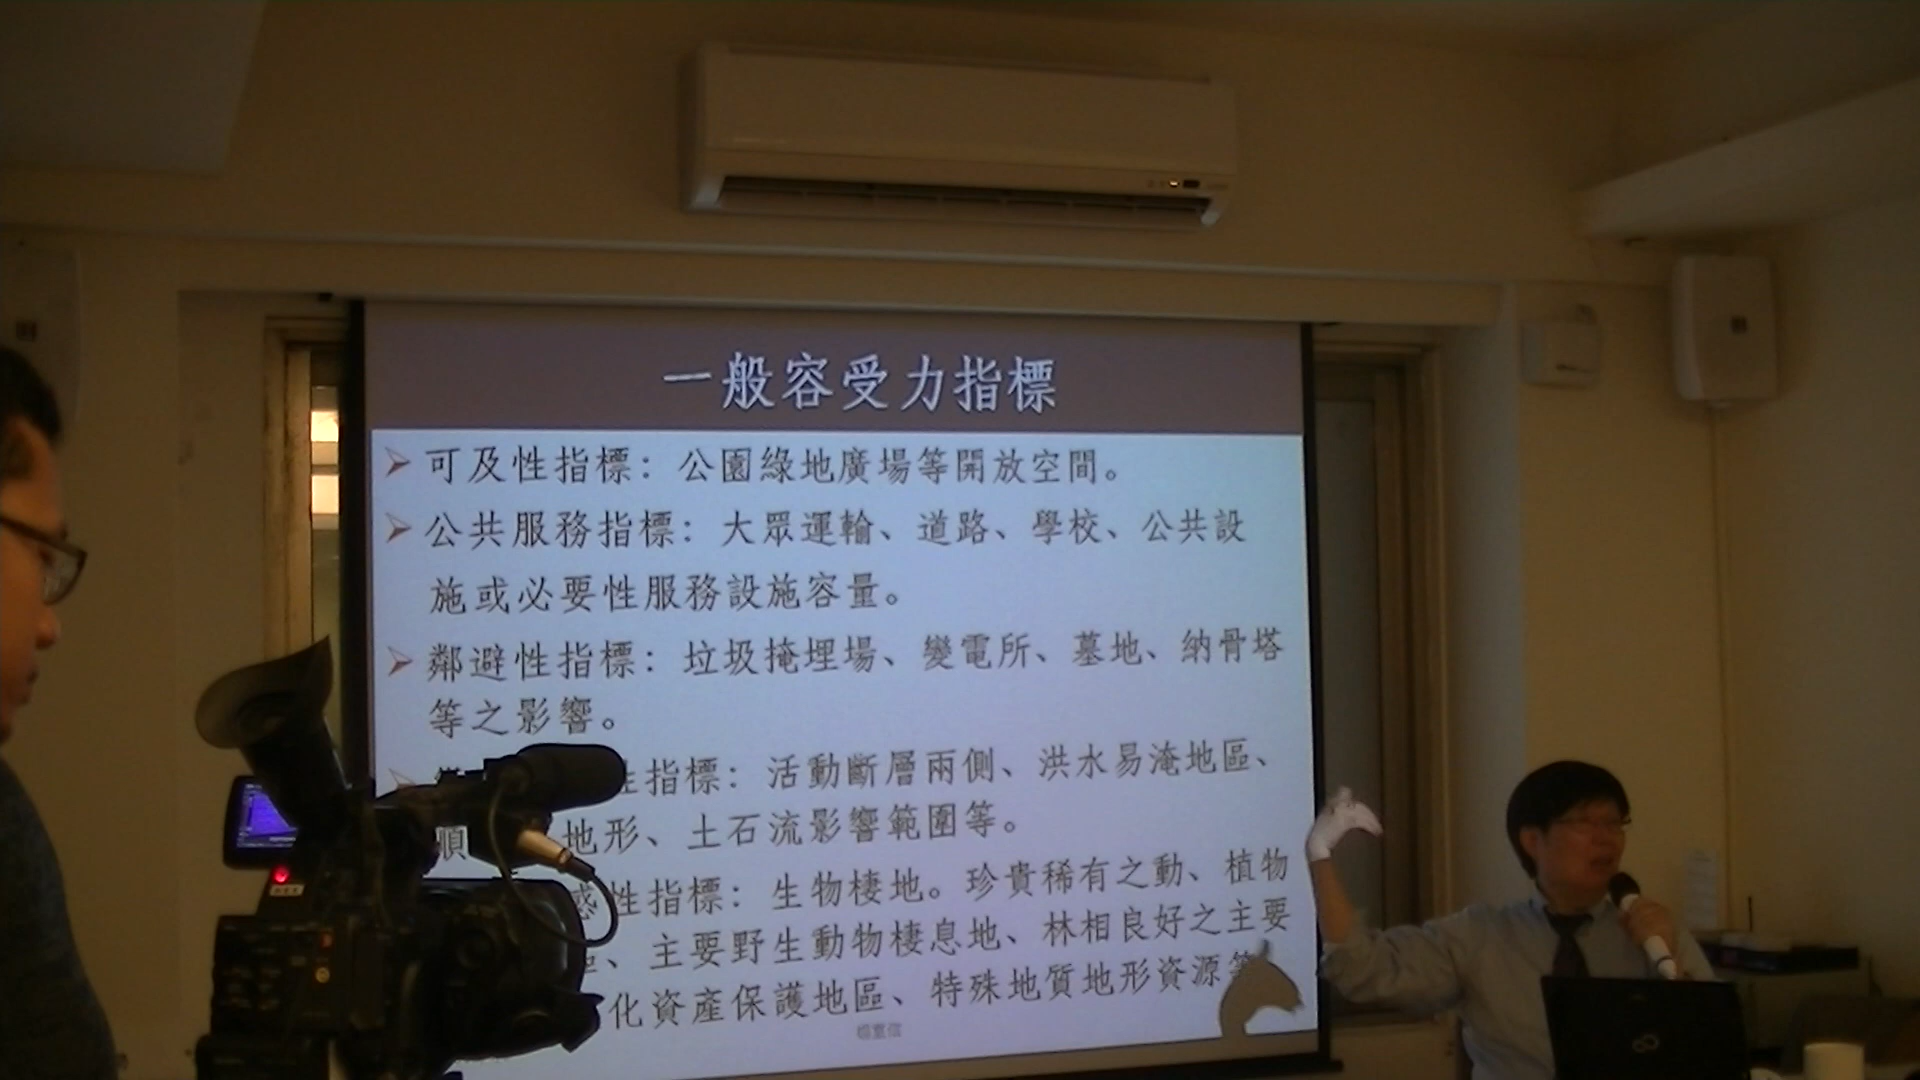 一般容受力指標
可及性指標：公園綠地廣場等開放空間。
公共服務指標：大眾運輸、道路、學校、公共設
施或必要性服務設施容量。
鄰避性指標：垃圾掩埋場、變電所、墓地、納骨塔
等之影響。
性指標：活動斷層兩側、洪水易淹地區、
順 地形、土石流影響範圍等。
性指標：生物棲地。珍貴稀有之動、植物
、主要野生動物棲息地、林相良好之主要
化資產保護地區、特殊地質地形資源等